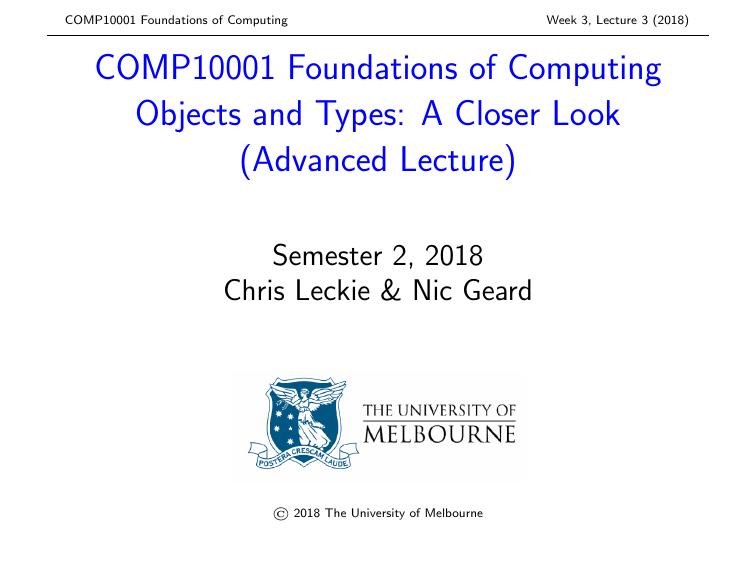 COMP10001 Foundations of Computing
Week 3, Lecture 3 (2018)
COMP10001 Foundations of Computing
Objects and Types: A Closer Look
(Advanced Lecture)
Semester 2, 2018
Chris Leckie & Nic Geard
THE UNIVERSITY OF
MELBOURNE
POSTERA CRESCAM LAUDE
© 2018 The University of Melbourne